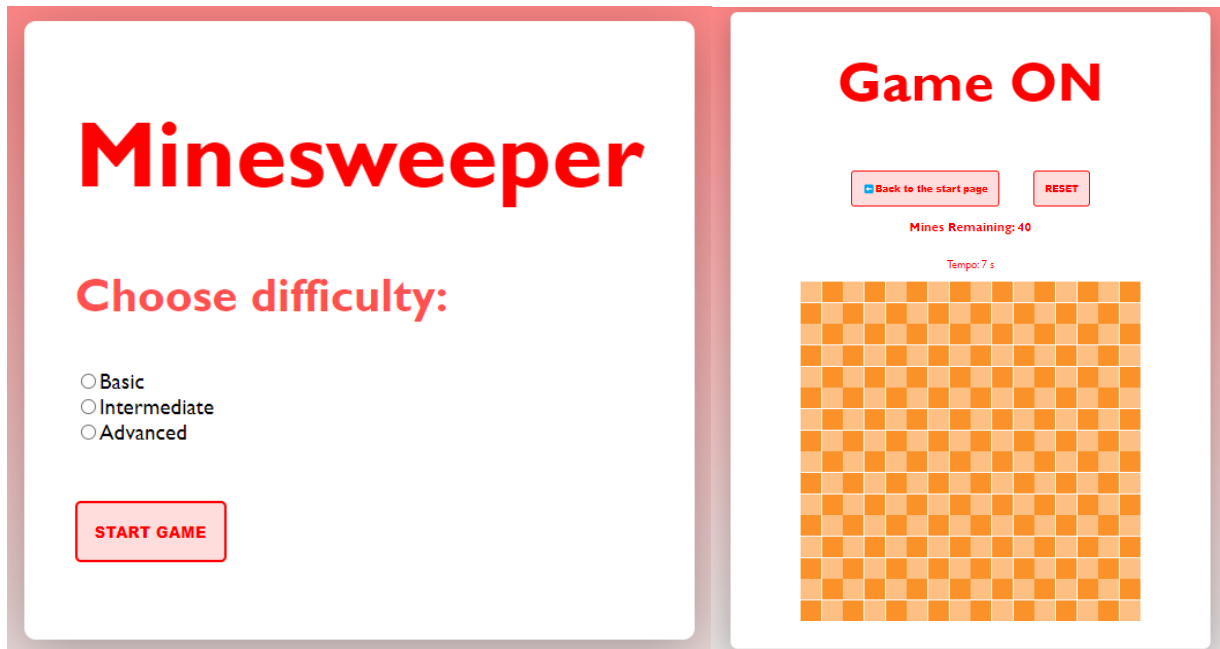 Minesweeper
Choose difficulty:
Basic
Intermediate
Advanced
START GAME
Game ON
Back to the start page
RESET
Mines Remaining: 40
Tempo: 7 s